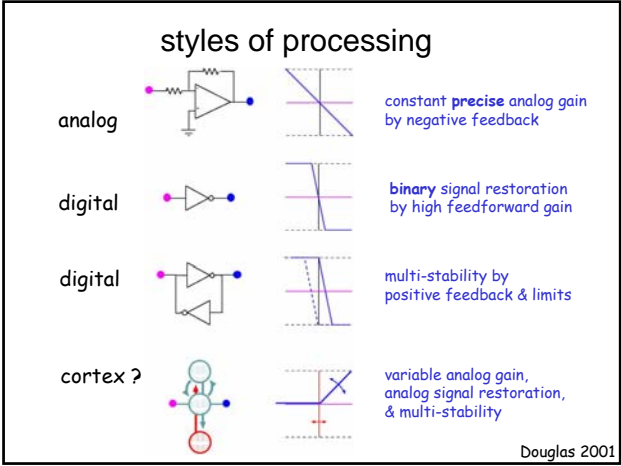 styles of processing
analog
constant precise analog gain
by negative feedback
digital
binary signal restoration
by high feedforward gain
digital
multi-stability by
positive feedback & limits
cortex ?
variable analog gain,
analog signal restoration,
& multi-stability
Douglas 2001